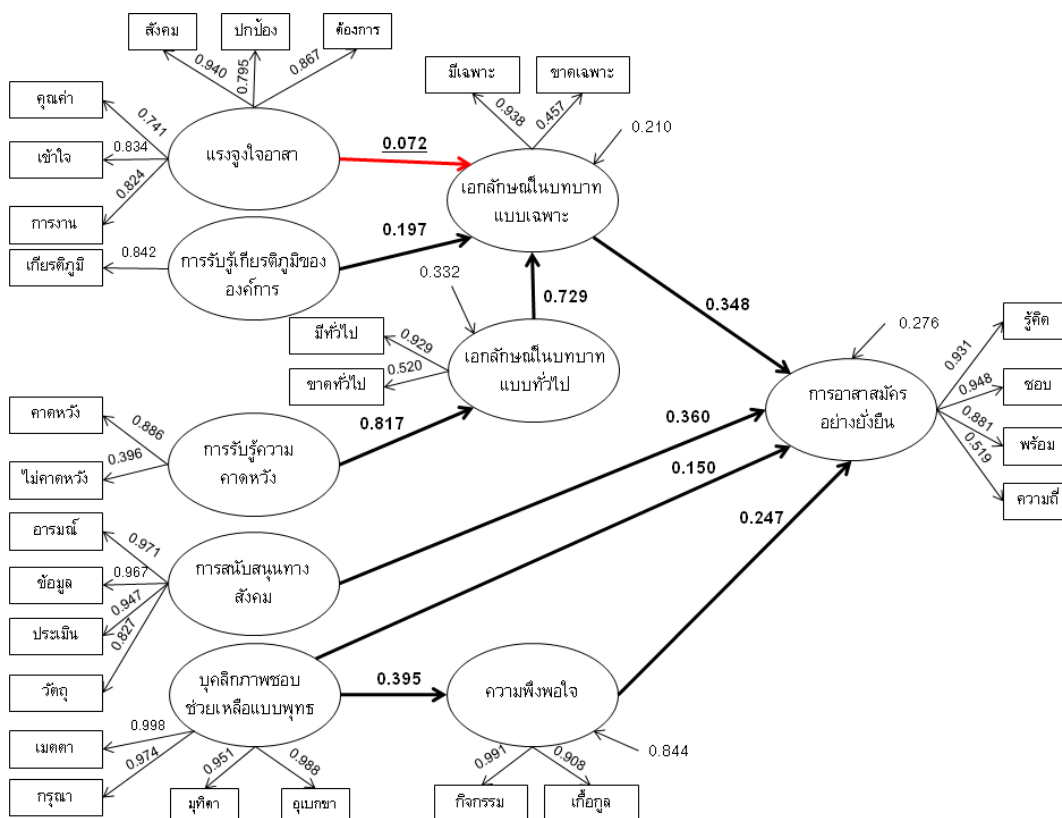 สังคม
ปกป้อง
ต้องการ
0.940
0.795
0.867
มีเฉพาะ
ขาดเฉพาะ
0.938
0.457
0.210
คุณค่า
เข้าใจ
การงาน
0.741
0.834
0.824
แรงจูงใจอาสา
0.072
เอกลักษณ์ในบทบาท
แบบเฉพาะ
เกียรติภูมิ
0.842
การรับรู้เกียรติภูมิของ
องค์การ
0.197
0.332
0.729
0.348
มีทั่วไป
ขาดทั่วไป
0.929
0.520
เอกลักษณ์ในบทบาท
แบบทั่วไป
0.276
รู้คิด
ชอบ
พร้อม
ความถี่
0.931
0.948
0.881
0.519
การอาสาสมัคร
อย่างยั่งยืน
คาดหวัง
ไม่คาดหวัง
0.886
0.396
การรับรู้ความ
คาดหวัง
0.817
0.360
0.150
0.247
อารมณ์
ข้อมูล
ประเมิน
วัตถุ
0.971
0.967
0.947
0.827
การสนับสนุนทาง
สังคม
บุคลิกภาพชอบ
ช่วยเหลือแบบพุทธ
0.395
ความพึงพอใจ
0.844
เมตตา
กรุณา
0.998
0.974
0.951
0.988
มุทิตา
อุเบกขา
0.991
0.908
กิจกรรม
เกื้อกูล